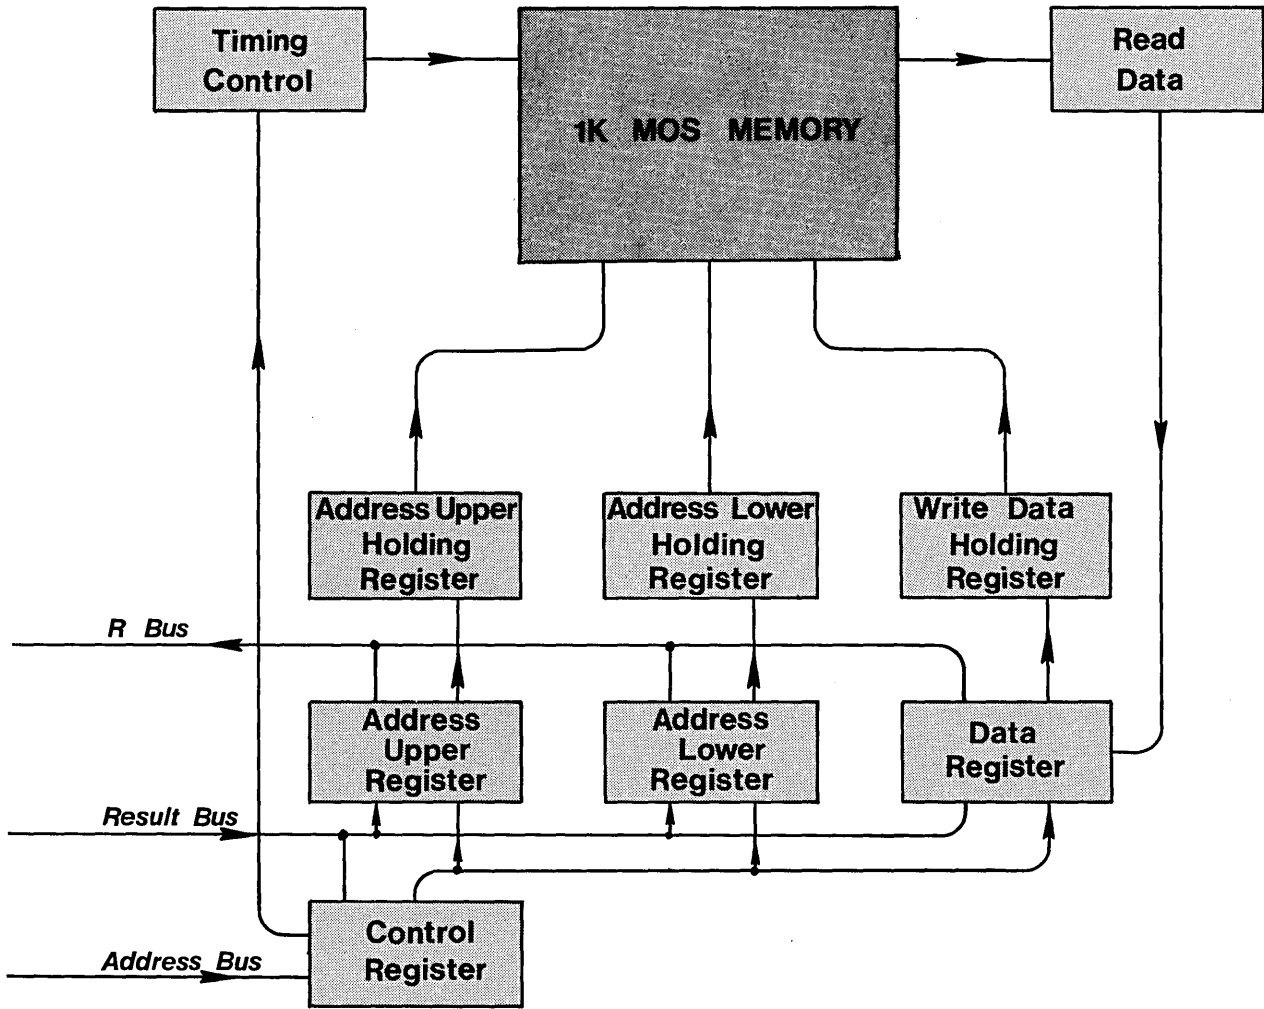 Timing
Control
1K MOS MEMORY
Read
Data
Address Upper
Holding
Register
Address Lower
Holding
Register
Write Data
Holding
Register
R Bus
Address
Upper
Register
Address
Lower
Register
Data
Register
Result Bus
Control
Register
Address Bus